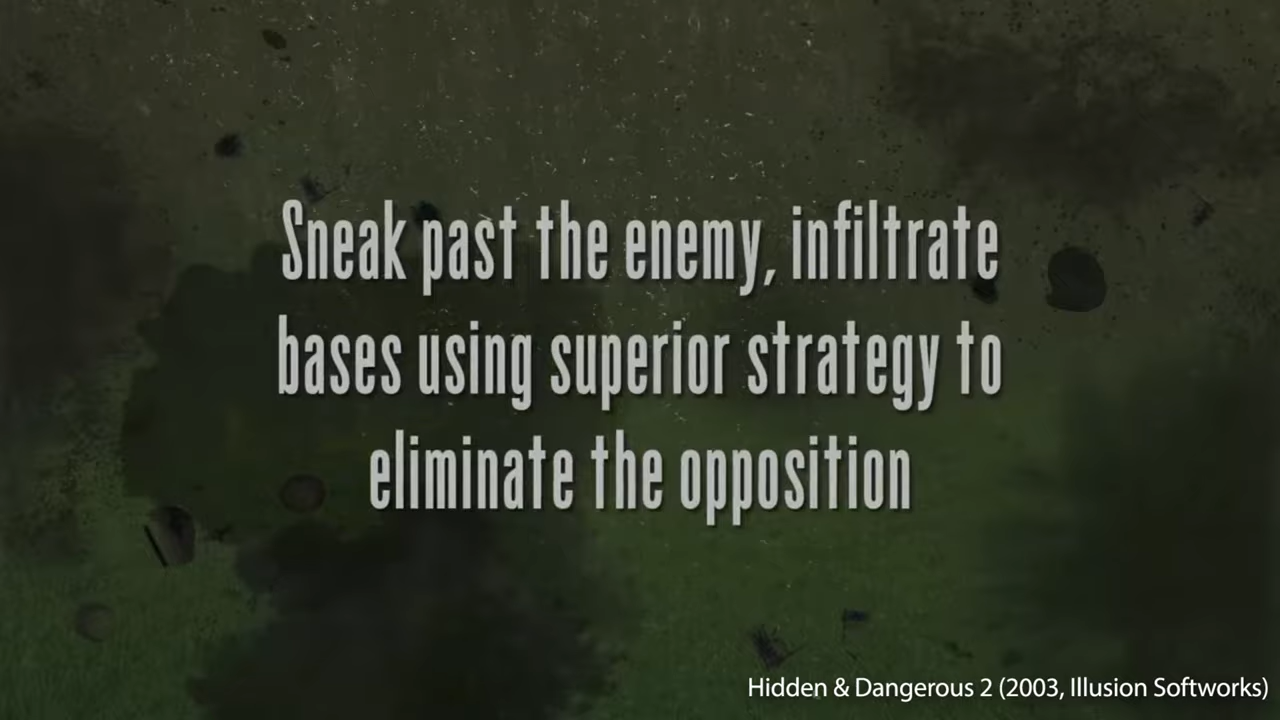 Sneak past the enemy, infiltrate
bases using superior strategy to
eliminate the opposition
Hidden & Dangerous 2 (2003, Illusion Softworks)